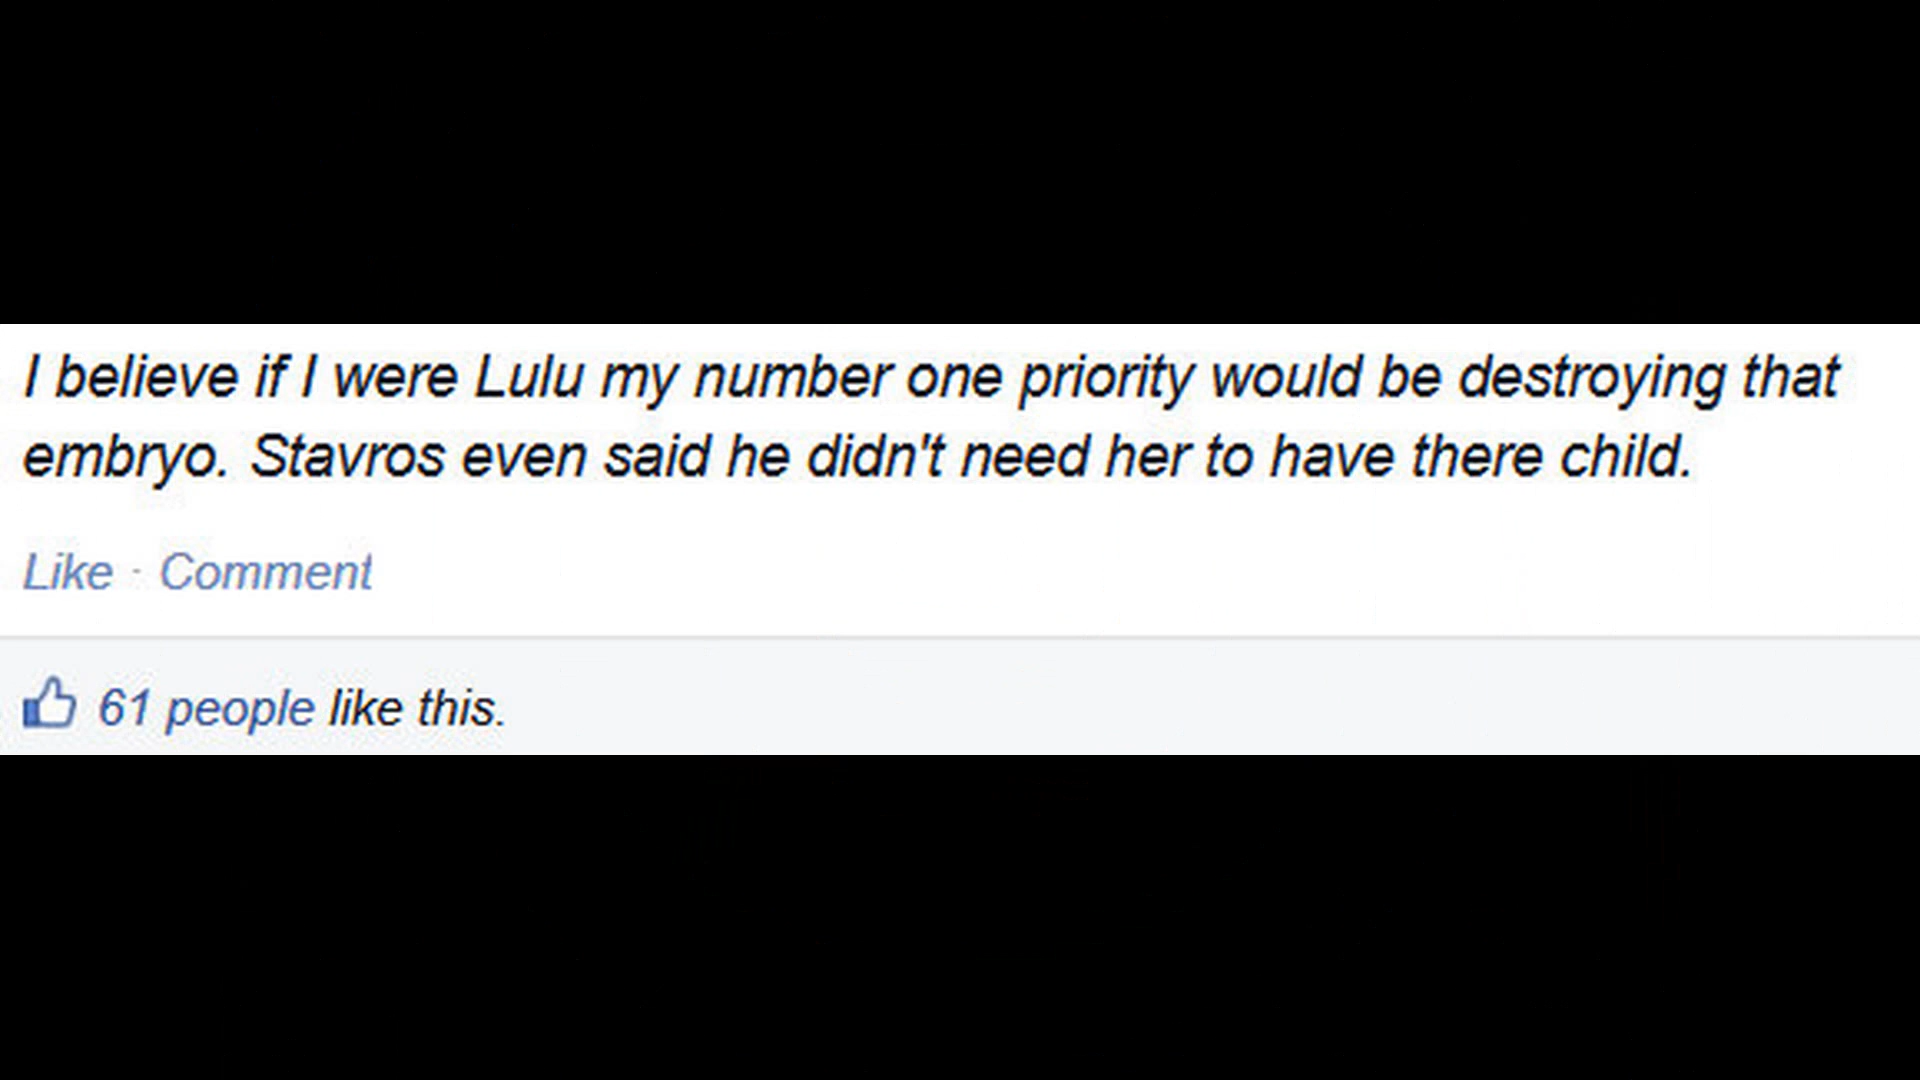 I believe if I were Lulu my number one priority would be destroying that
embryo. Stavros even said he didn't need her to have there child.
Like · Comment
61 people like this.